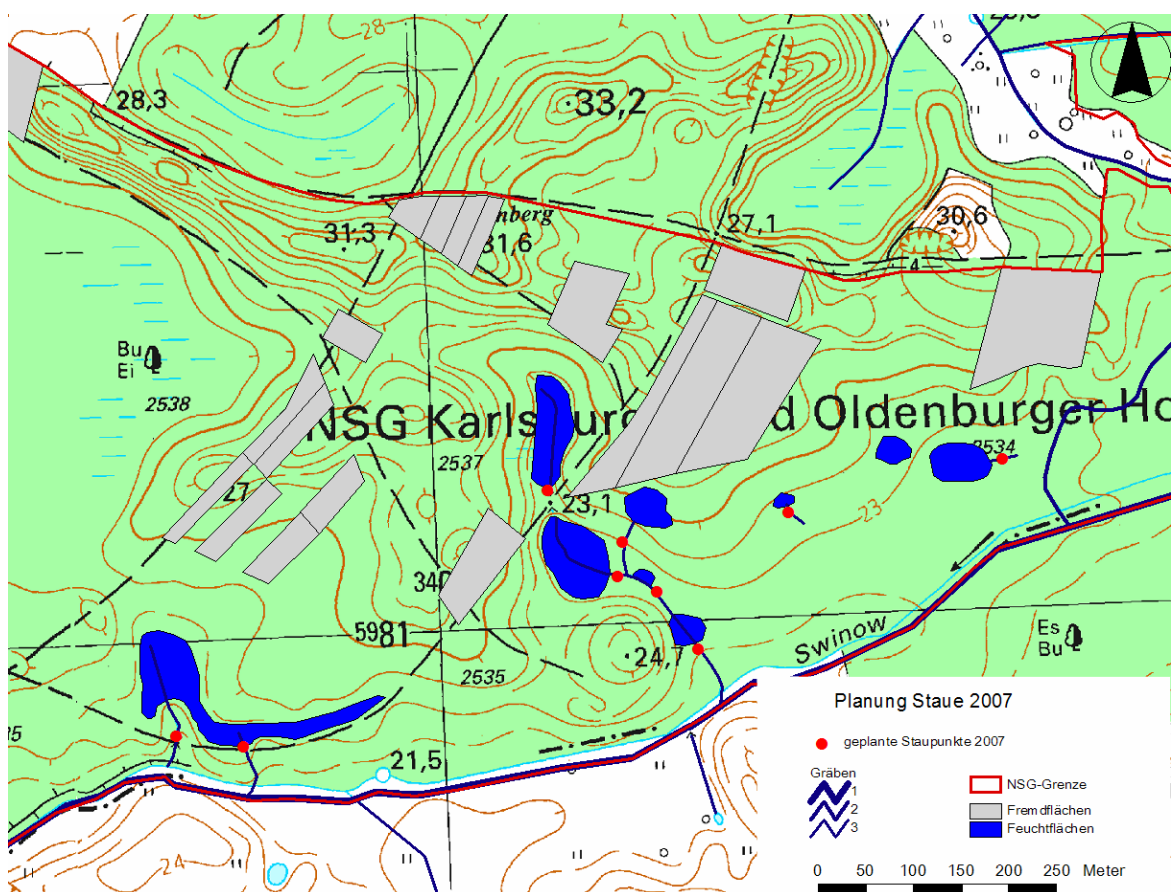 28
28,3
33,2
nberg
31,3
31,6
27,1
30,6
4
Bu
Ei
2538
NSG Karlsburg d Oldenburger Ho
2537
2534
27
23,1
23
340
5981
Swinow
Es
Bu
24,7
2535
21,5
24
Planung Staue 2007
geplante Staupunkte 2007
Gräben
1
2
3
NSG-Grenze
Fremdflächen
Feuchtflächen
0 50 100 150 200 250 Meter